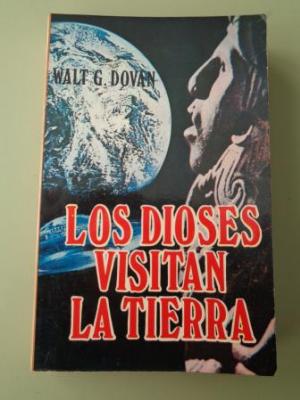 WALT G. DOVAN
LOS DIOSES
VISITAN
LA TIERRA